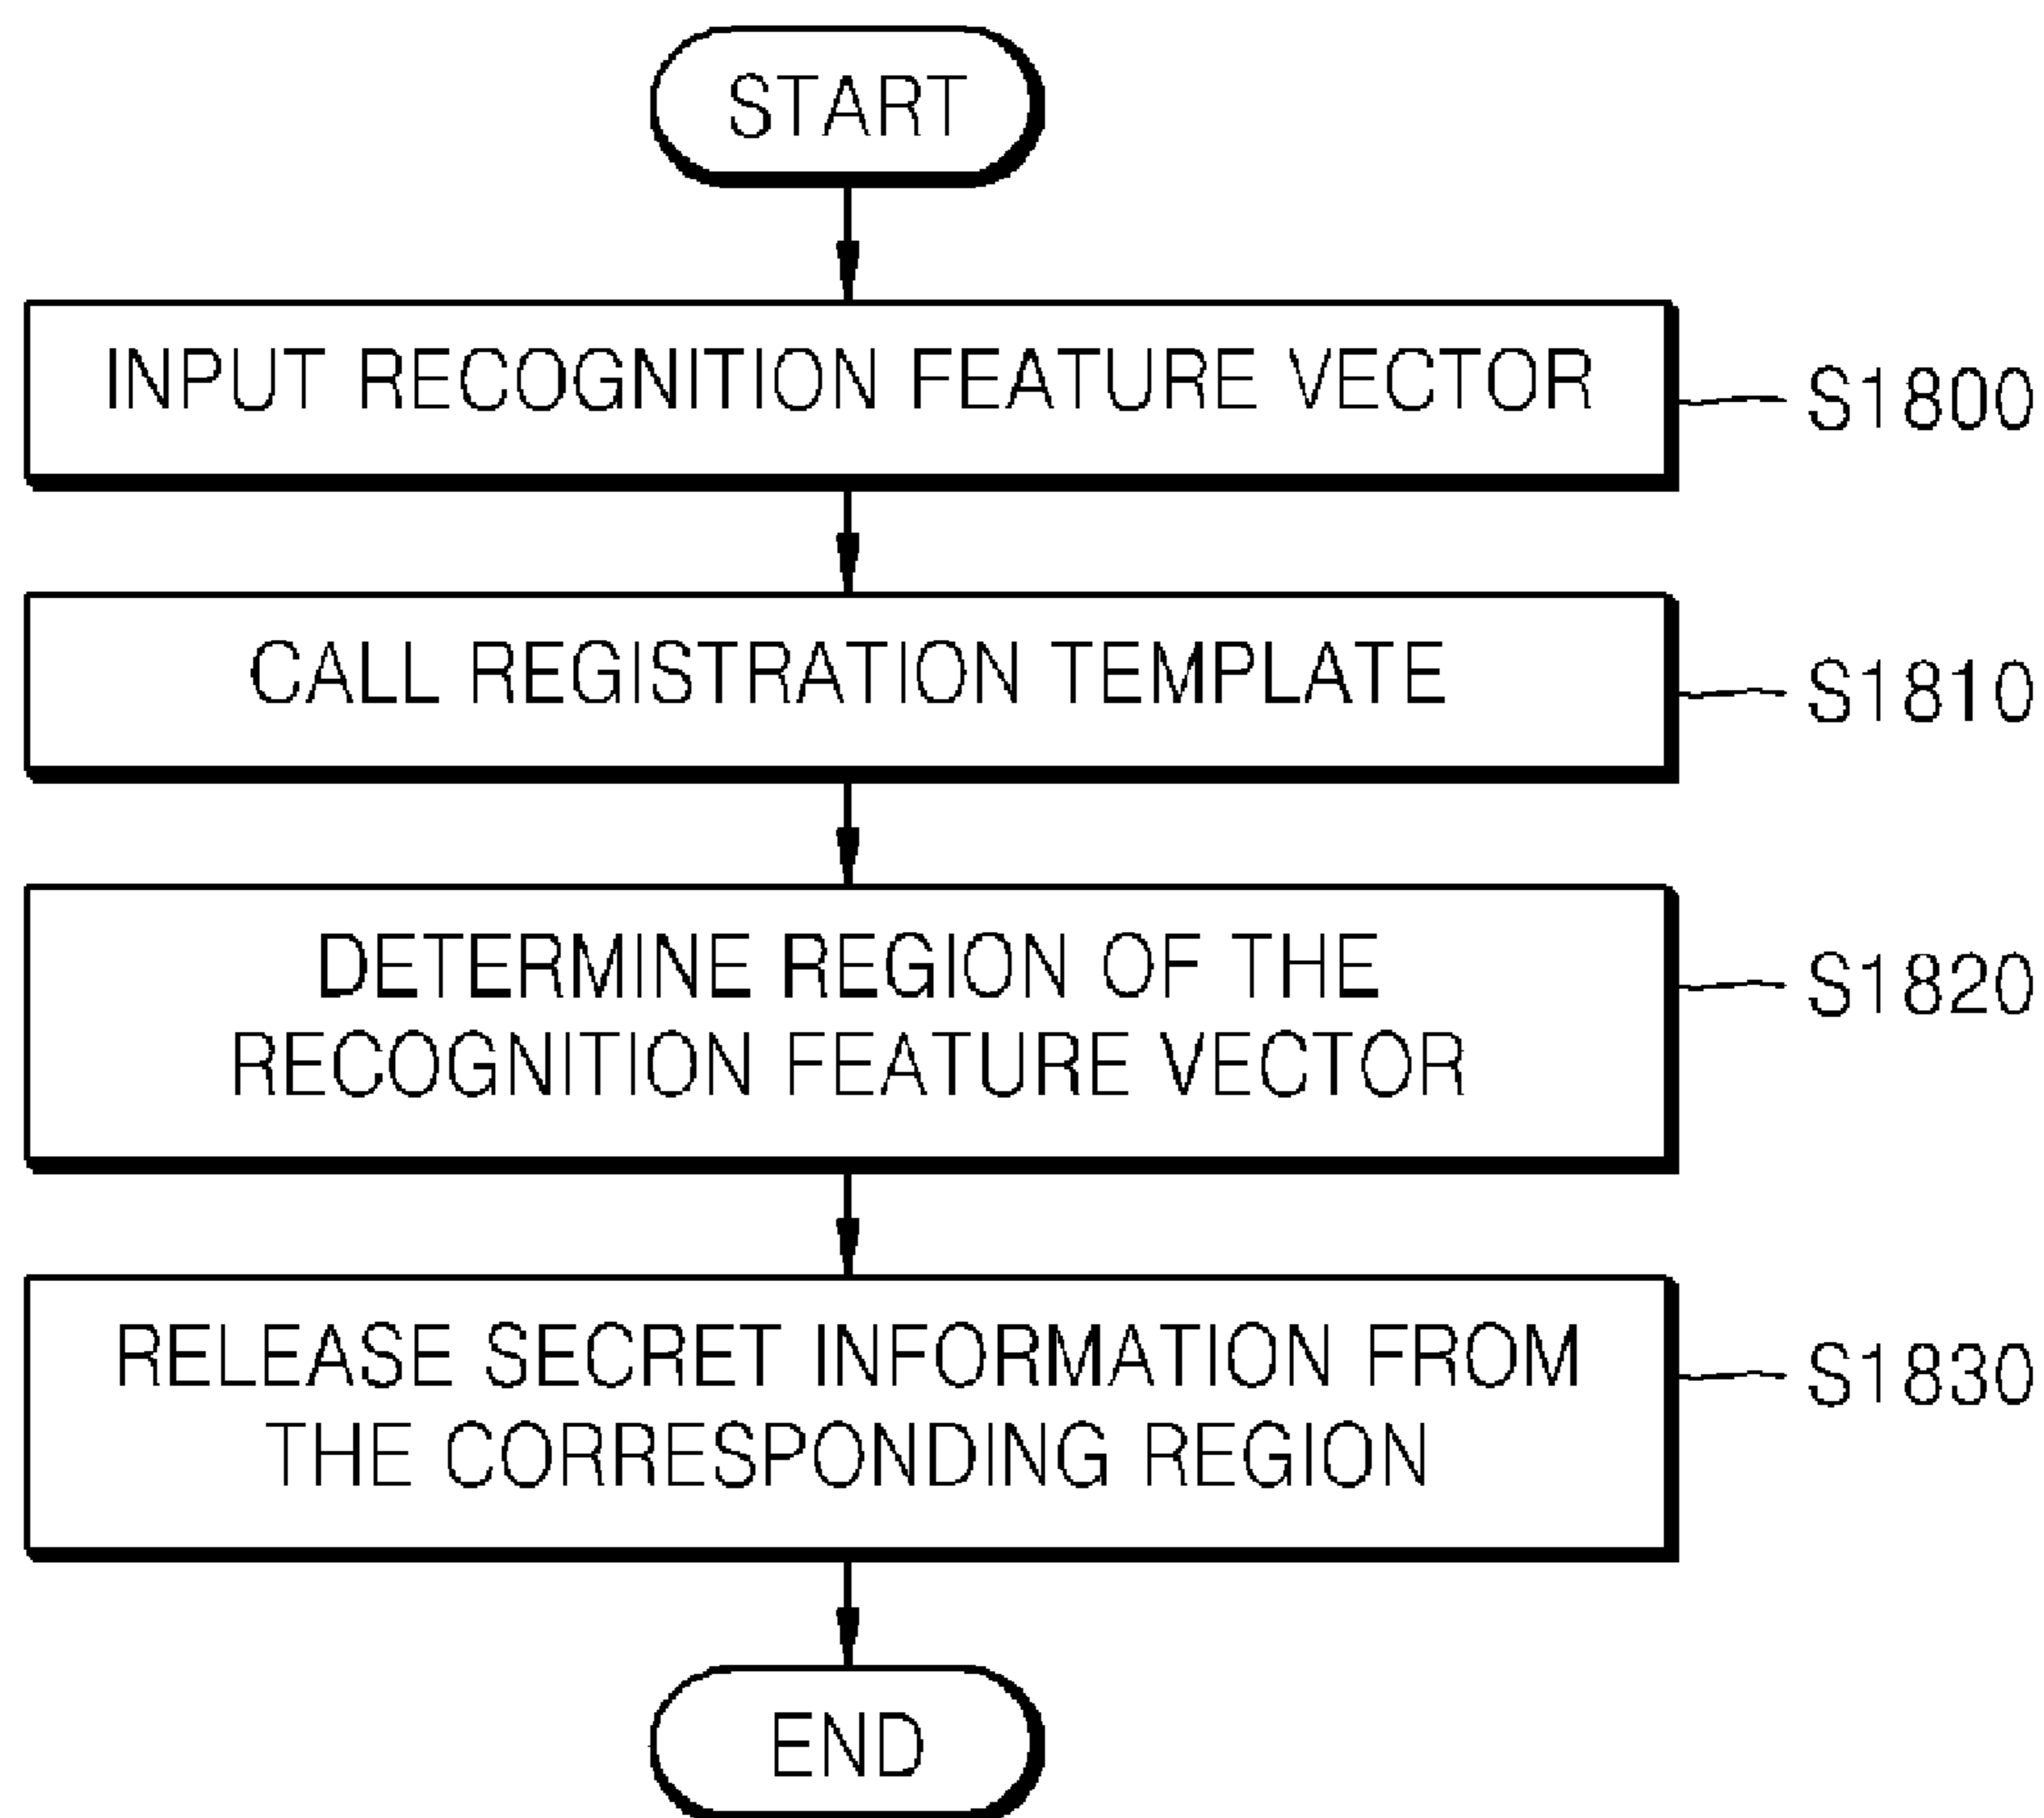 START
INPUT RECOGNITION FEATURE VECTOR
S1800
CALL REGISTRATION TEMPLATE
S1810
DETERMINE REGION OF THE
RECOGNITION FEATURE VECTOR
S1820
RELEASE SECRET INFORMATION FROM
THE CORRESPONDING REGION
S1830
END